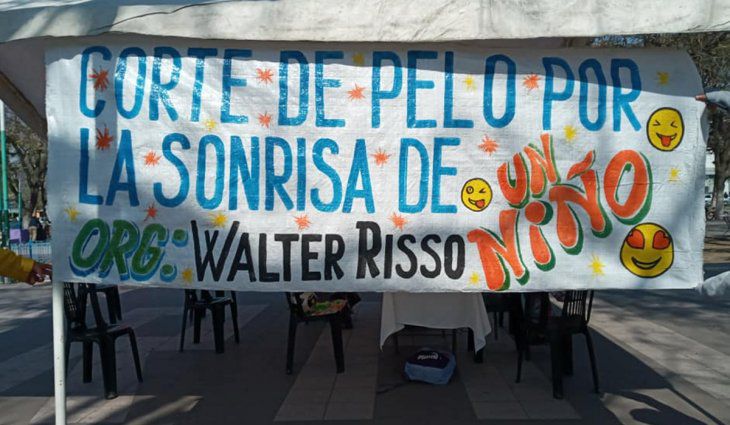 CORTE DE PELO POR
LA SONRISA DE UN
NIÑO
ORG: WALTER RISSO